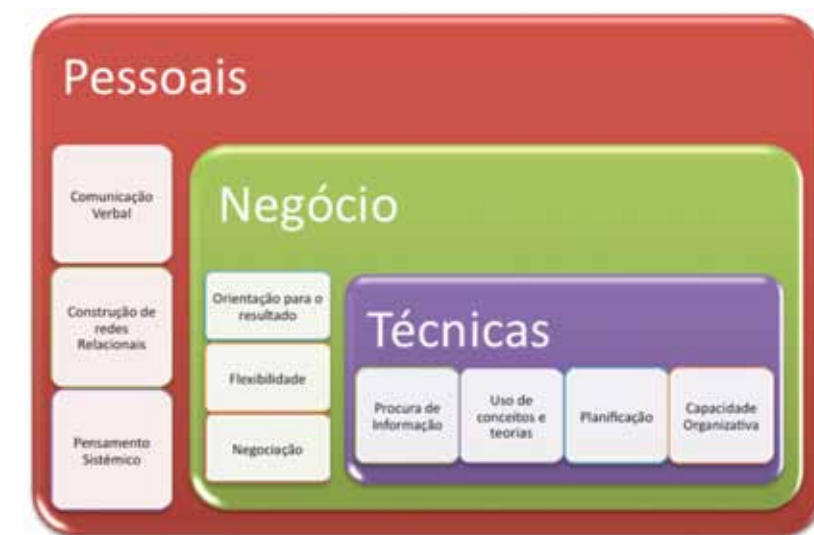 Pessoais
Comunicação
Verbal
Construção de
redes
Relacionais
Pensamento
Sistémico
Negócio
Orientação para o
resultado
Flexibilidade
Negociação
Técnicas
Procura de
Informação
Uso de
conceitos e
teorias
Planificação
Capacidade
Organizativa